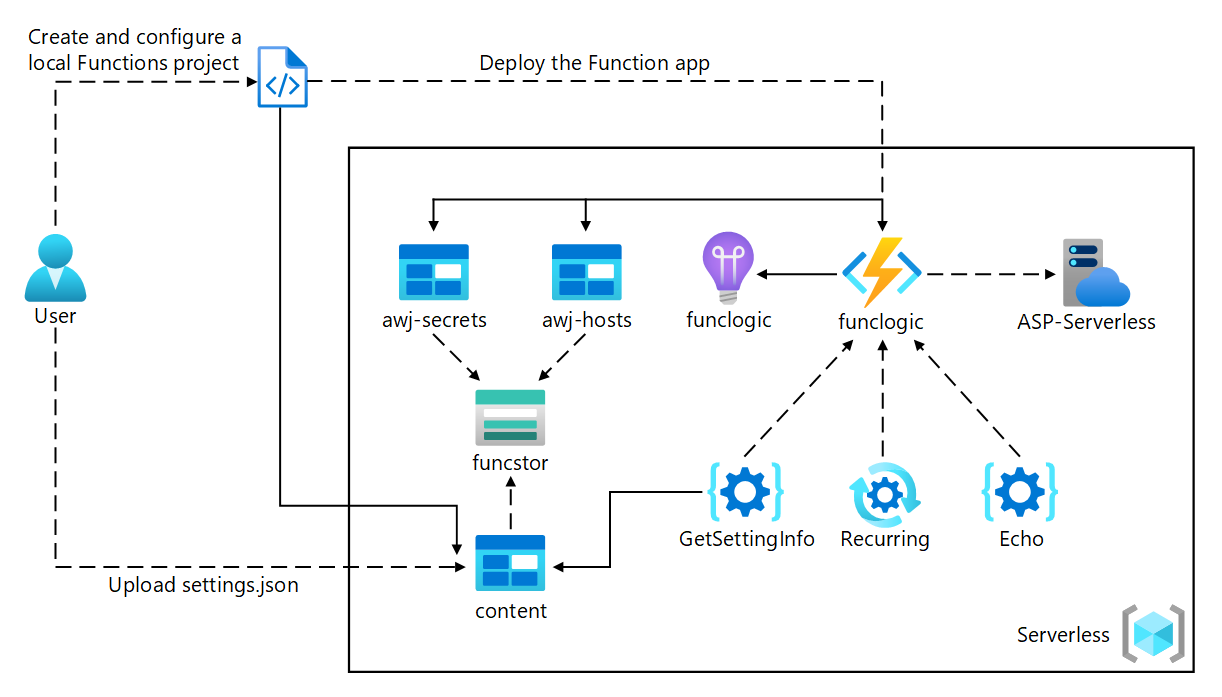 Create and configure a
local Functions project
Deploy the Function app
User
awj-secrets
awj-hosts
funclogic
funclogic
ASP-Serverless
funcstor
GetSettingInfo
Recurring
Echo
Upload settings.json
content
Serverless